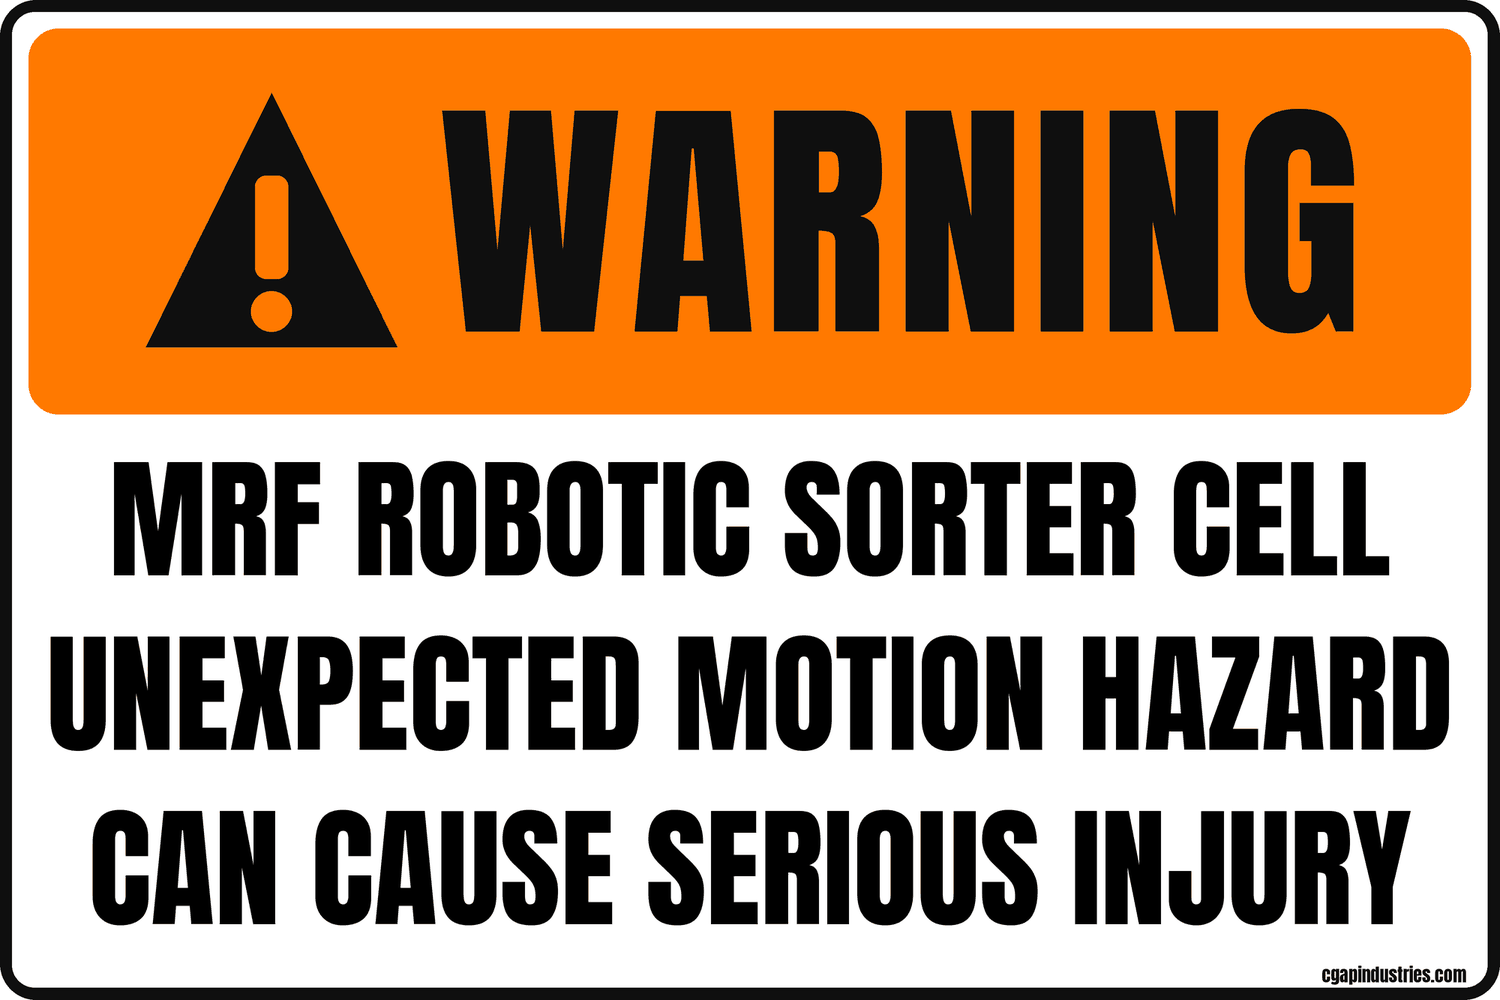 WARNING
MRF ROBOTIC SORTER CELL
UNEXPECTED MOTION HAZARD
CAN CAUSE SERIOUS INJURY
cgapindustries.com